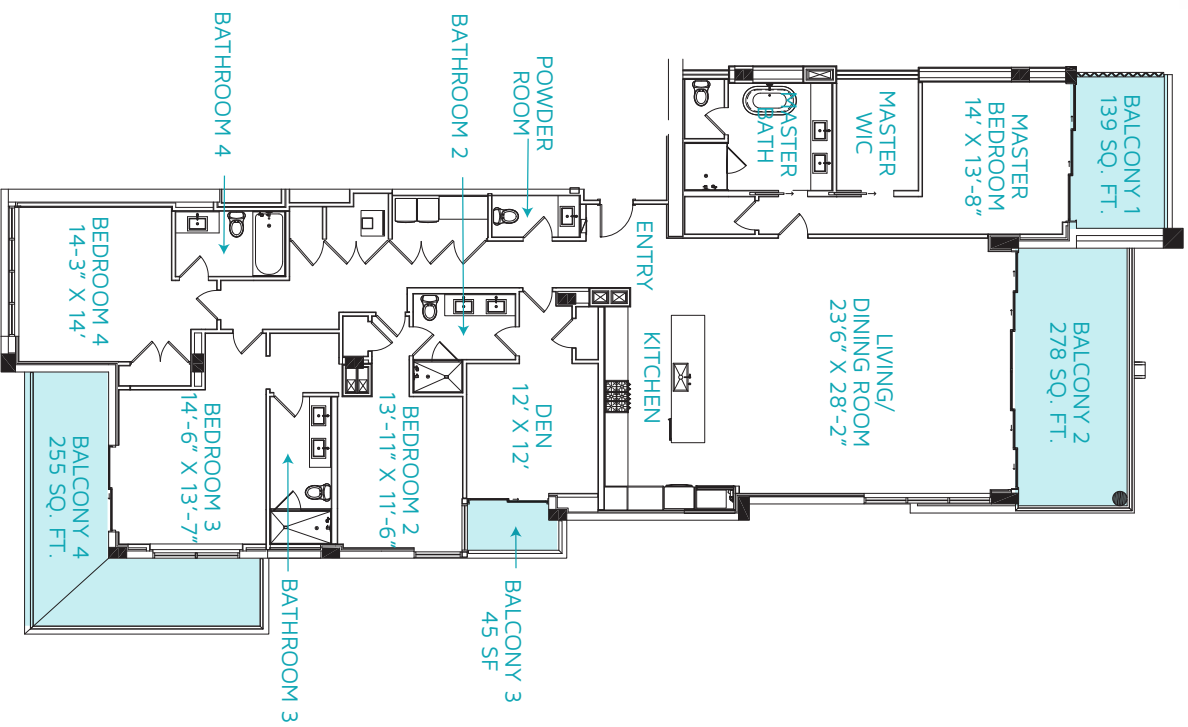 BALCONY 1
139 SQ. FT.
MASTER
BEDROOM
14' X 13'-8"
MASTER
WIC
MASTER
BATH
POWDER
ROOM
BATHROOM 2
BATHROOM 4
BALCONY 2
278 SQ. FT.
LIVING/
DINING ROOM
23'6" X 28'-2"
ENTRY
KITCHEN
DEN
12' X 12'
BEDROOM 2
13'-11" X 11'-6"
BEDROOM 3
14'-6" X 13'-7"
BEDROOM 4
14-3" X 14'
BALCONY 4
255 SQ. FT.
BALCONY 3
45 SF
BATHROOM 3